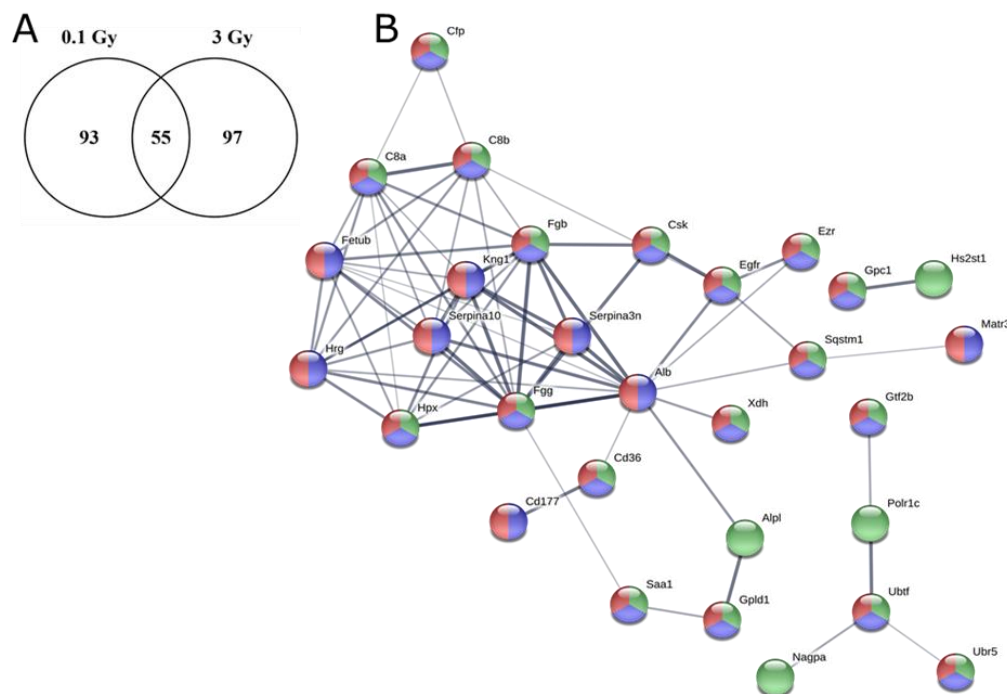 A
B
0.1 Gy
3 Gy
93
55
97
Cfp
C8b
C8a
Fgb
Csk
Ezr
Fetub
Kng1
Egfr
Gpc1
Hs2st1
Serpina10
Serpina3n
Sqstm1
Matr3
Hrg
Alb
Hpx
Fgg
Xdh
Gtf2b
Cd36
Cd177
Alpl
Polr1c
Saa1
Gpld1
Ubtf
Nagpa
Ubr5